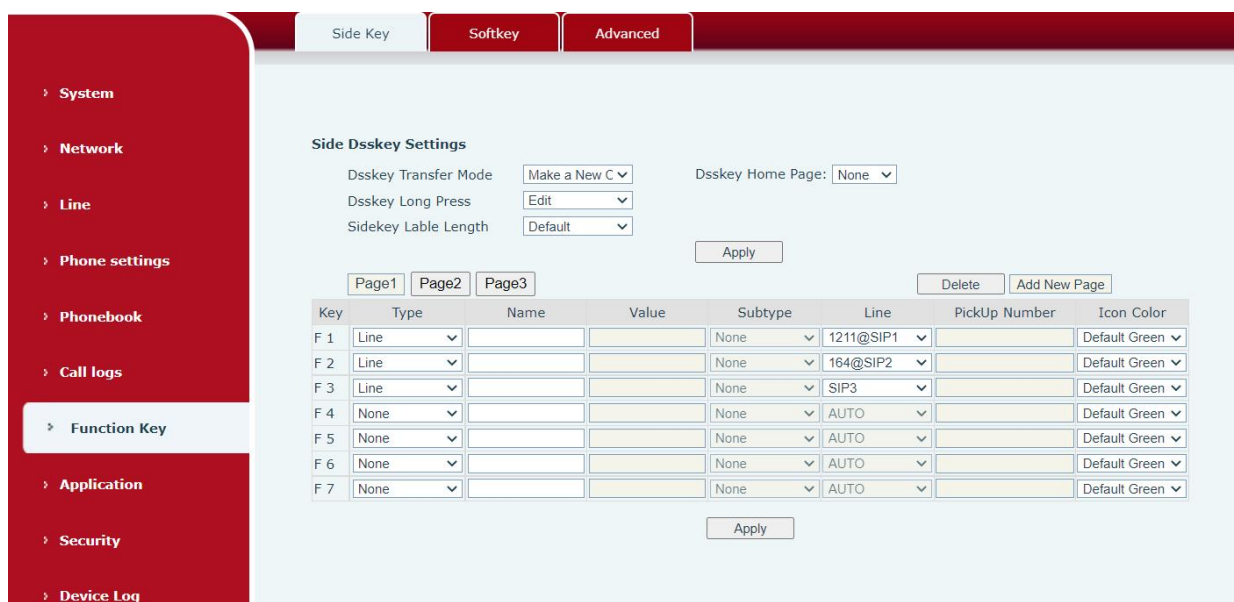 Side Key Softkey Advanced
System
Network
Line
Phone settings
Phonebook
Call logs
Function Key
Application
Security
Device Log
Side Dsskey Settings
Dsskey Transfer Mode Make a New C Dsskey Home Page: None
Dsskey Long Press Edit
Sidekey Lable Length Default
Apply
Page1 Page2 Page3 Delete Add New Page
Key Type Name Value Subtype Line PickUp Number Icon Color
F 1 Line None 1211@SIP1 Default Green
F 2 Line None 164@SIP2 Default Green
F 3 Line None SIP3 Default Green
F 4 None None AUTO Default Green
F 5 None None AUTO Default Green
F 6 None None AUTO Default Green
F 7 None None AUTO Default Green
Apply